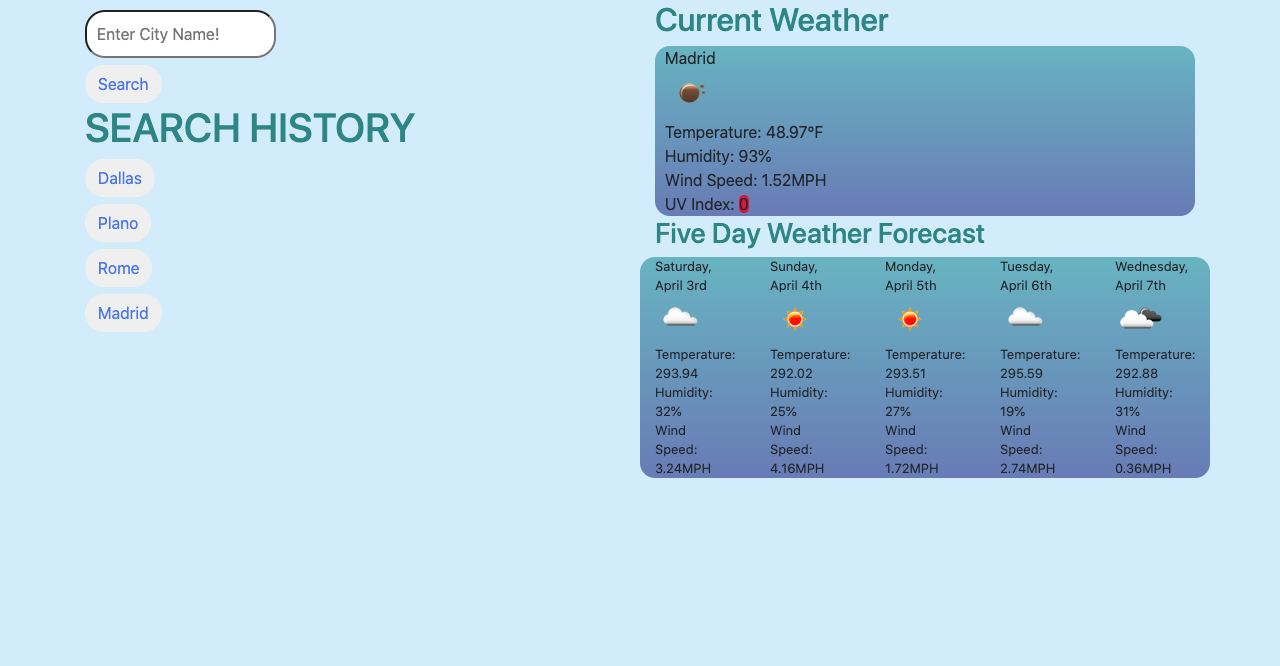 Enter City Name!
Search
SEARCH HISTORY
Dallas
Plano
Rome
Madrid
Current Weather
Madrid
Temperature: 48.97°F
Humidity: 93%
Wind Speed: 1.52MPH
UV Index: 0
Five Day Weather Forecast
Saturday,
April 3rd
Temperature:
293.94
Humidity:
32%
Wind
Speed:
3.24MPH
Sunday,
April 4th
Temperature:
292.02
Humidity:
25%
Wind
Speed:
4.16MPH
Monday,
April 5th
Temperature:
293.51
Humidity:
27%
Wind
Speed:
1.72MPH
Tuesday,
April 6th
Temperature:
295.59
Humidity:
19%
Wind
Speed:
2.74MPH
Wednesday,
April 7th
Temperature:
292.88
Humidity:
31%
Wind
Speed:
0.36MPH